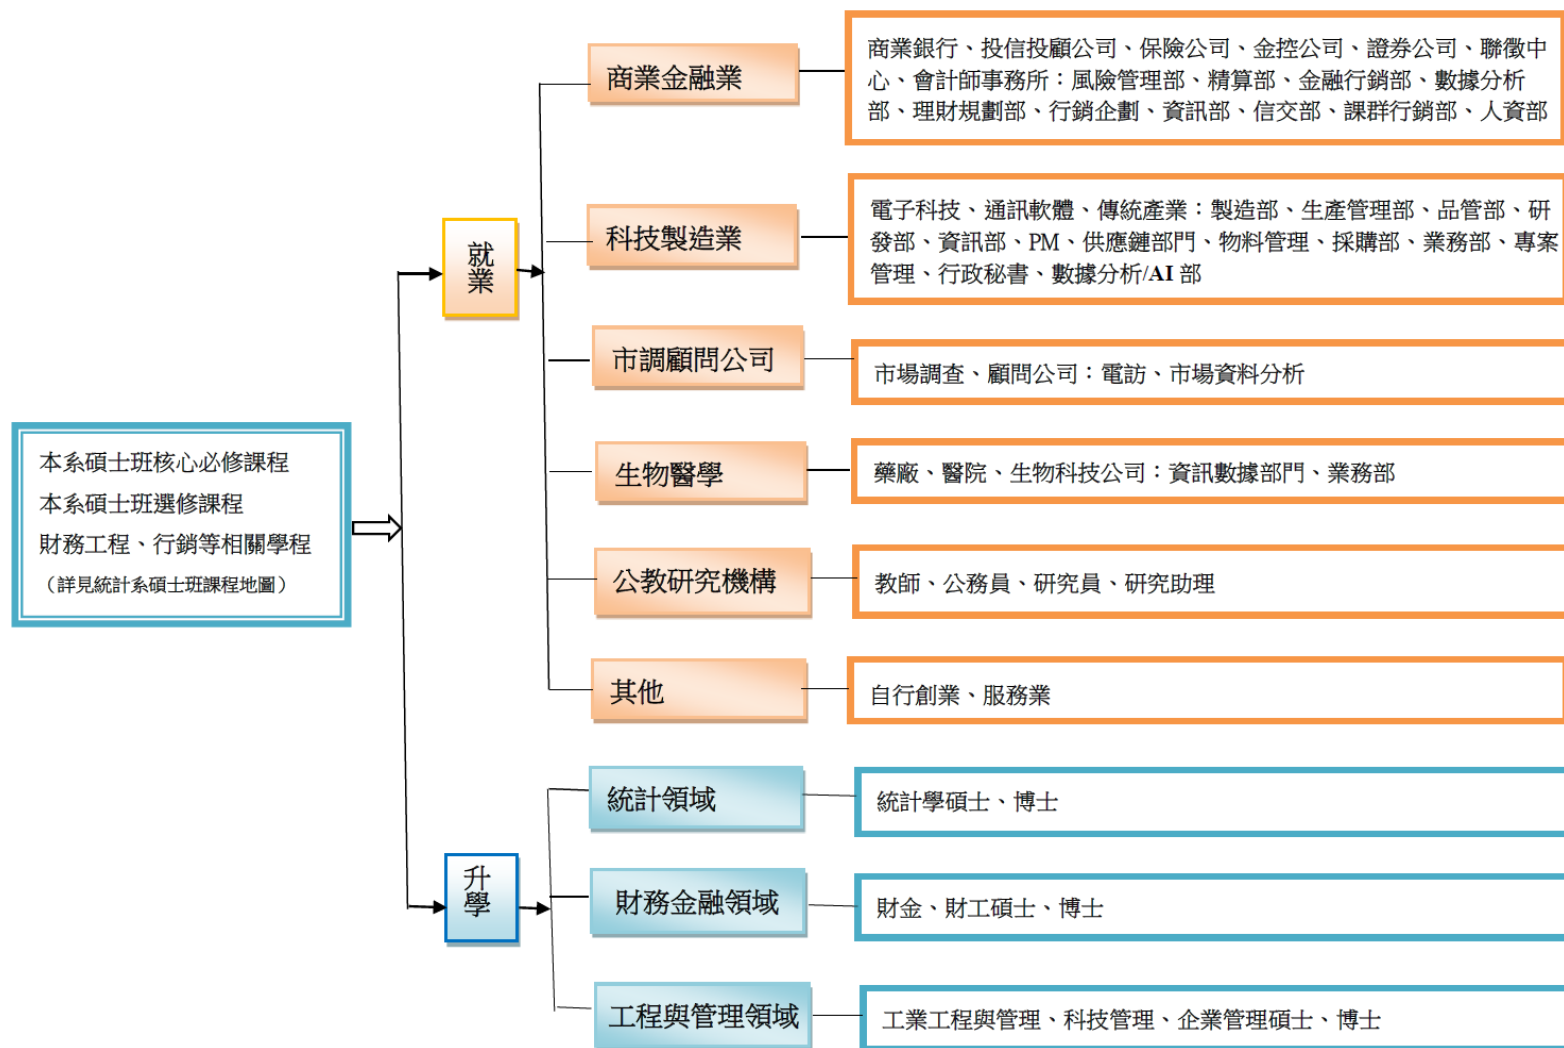 本系碩士班核心必修課程
本系碩士班選修課程
財務工程、行銷等相關學程
（詳見統計系碩士班課程地圖）
就
業
商業金融業
商業銀行、投信投顧公司、保險公司、金控公司、證券公司、聯徵中
心、會計師事務所：風險管理部、精算部、金融行銷部、數據分析
部、理財規劃部、行銷企劃、資訊部、信交部、課群行銷部、人資部
科技製造業
電子科技、通訊軟體、傳統產業：製造部、生產管理部、品管部、研
發部、資訊部、PM、供應鏈部門、物料管理、採購部、業務部、專案
管理、行政秘書、數據分析/AI 部
市調顧問公司
市場調查、顧問公司：電訪、市場資料分析
生物醫學
藥廠、醫院、生物科技公司：資訊數據部門、業務部
公教研究機構
教師、公務員、研究員、研究助理
其他
自行創業、服務業
升
學
統計領域
統計學碩士、博士
財務金融領域
財金、財工碩士、博士
工程與管理領域
工業工程與管理、科技管理、企業管理碩士、博士